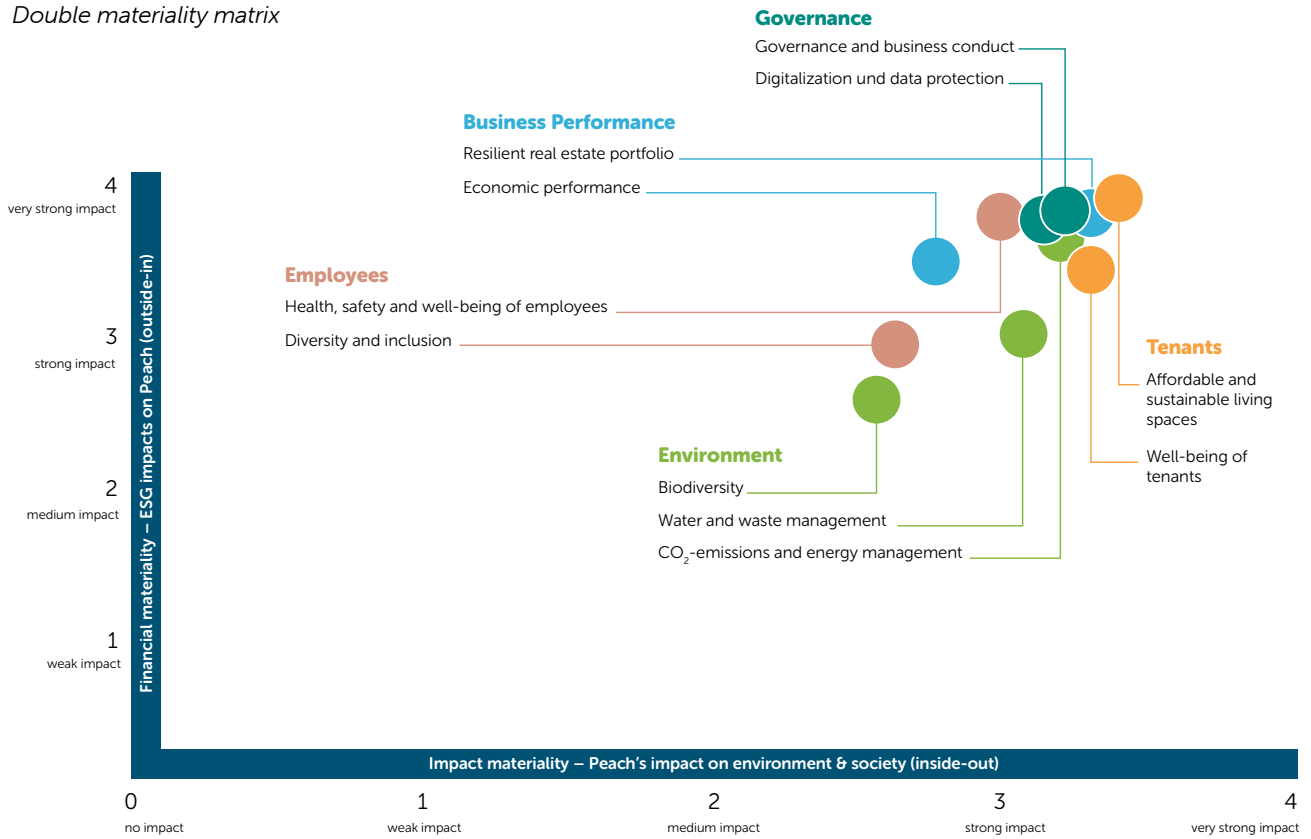 Double materiality matrix
Governance
Governance and business conduct
Digitalization und data protection
Business Performance
Resilient real estate portfolio
Economic performance
Employees
Health, safety and well-being of employees
Diversity and inclusion
Tenants
Affordable and
sustainable living
spaces
Well-being of
tenants
Environment
Biodiversity
Water and waste management
CO₂-emissions and energy management
4
very strong impact
3
strong impact
2
medium impact
1
weak impact
Financial materiality – ESG impacts on Peach (outside-in)
Impact materiality – Peach's impact on environment & society (inside-out)
0
no impact
1
weak impact
2
medium impact
3
strong impact
4
very strong impact